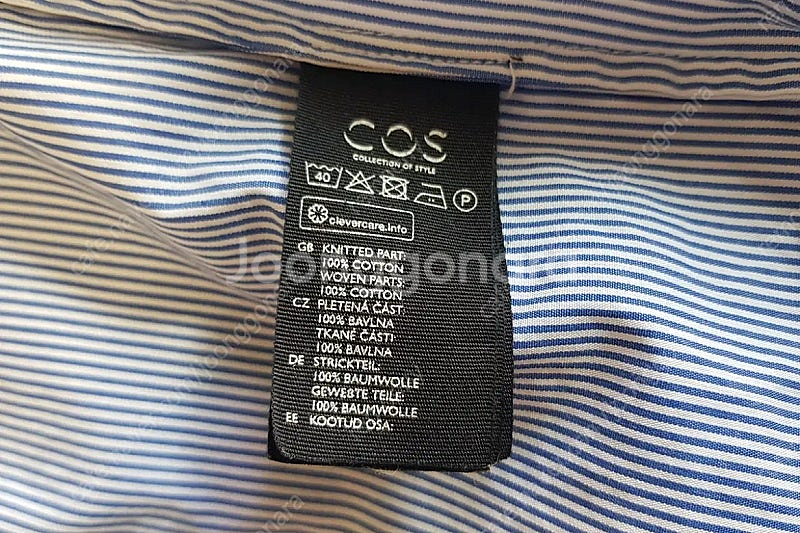 COS
COLLECTION OF STYLE
40 P
clevercare.info
GB KNITTED PART:
100% COTTON
WOVEN PARTS:
100% COTTON
CZ PLETENÁ ČÁST:
100% BAVLNA
TKANÉ ČÁSTI
100% BAVLNA
DE STRICKTEIL:
100% BAUMWOLLE
GEWEBTE TEILE:
100% BAUMWOLLE
EE KOOTUD OSA:
Joongonara